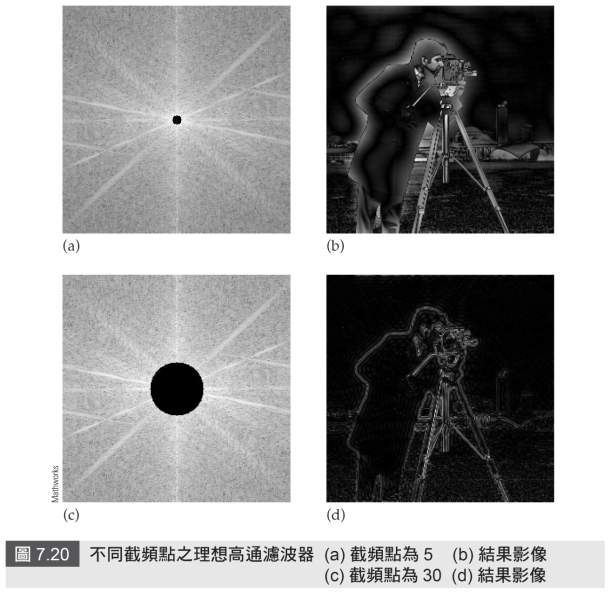 (a)
(b)
Mathworks
(c)
(d)
圖 7.20 不同截頻點之理想高通濾波器 (a) 截頻點為 5 (b) 結果影像
(c) 截頻點為 30 (d) 結果影像